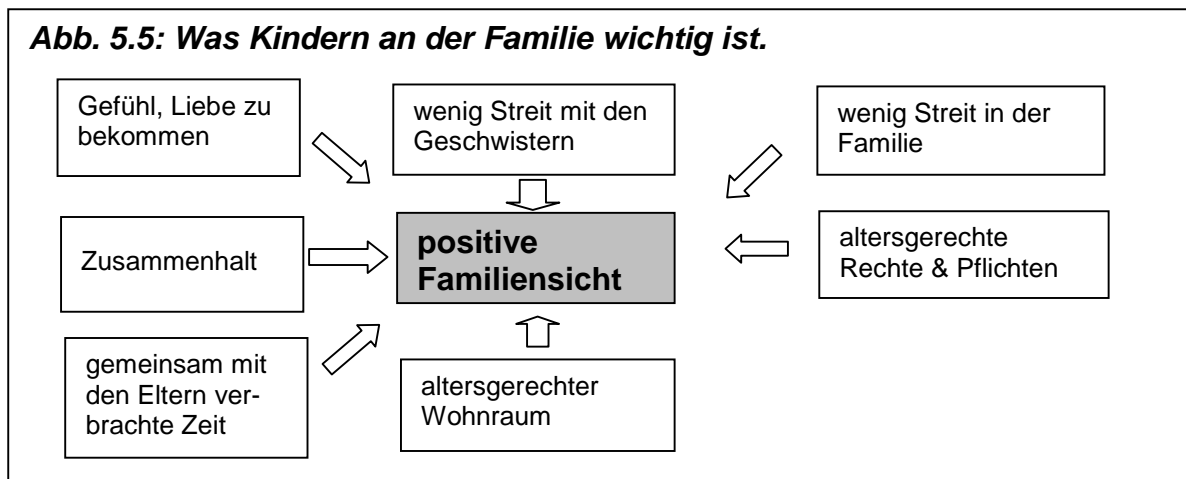 Abb. 5.5: Was Kindern an der Familie wichtig ist.
Gefühl, Liebe zu
bekommen
wenig Streit mit den
Geschwistern
wenig Streit in der
Familie
Zusammenhalt
positive
Familiensicht
altersgerechte
Rechte & Pflichten
gemeinsam mit
den Eltern ver-
brachte Zeit
altersgerechter
Wohnraum